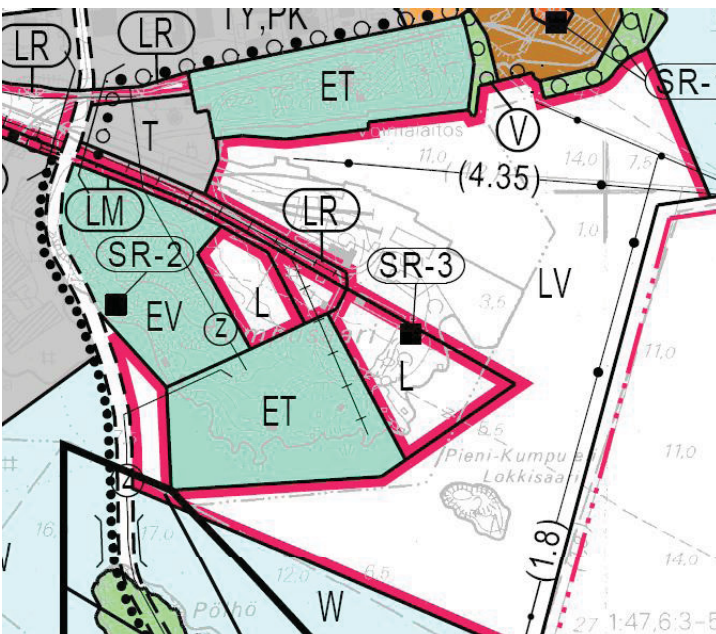 TY,PK
LR
LR
V
SR-
ET
V
T
Voimalaitos
11,0
14,0
7,5
(4.35)
LM
LR
1,0
SR-2
SR-3
LV
L
EV
z
3,5
11,0
L
ET
6,5
Pieni-Kumpu
Lokkisaari
11,0
z
(1.8)
16,
17,0
12,0
6,5
14,0
W
Pölhö
27
1:47,6:3-5